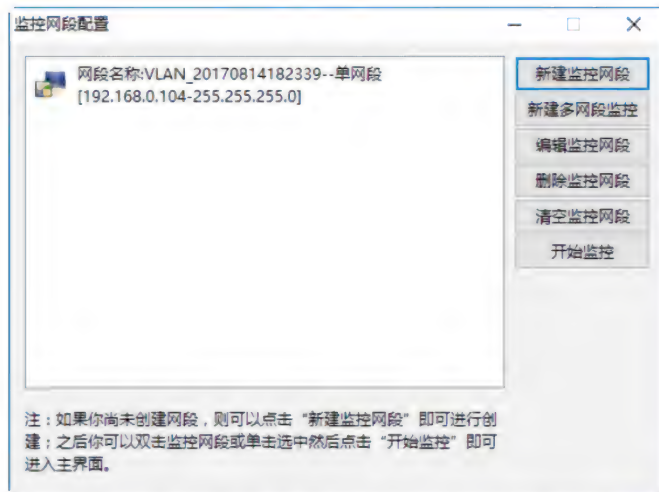 监控网段配置
网段名称:VLAN_20170814182339--单网段
[192.168.0.104-255.255.255.0]
新建监控网段
新建多网段监控
编辑监控网段
删除监控网段
清空监控网段
开始监控
注：如果你尚未创建网段，则可以点击“新建监控网段”即可进行创
建；之后你可以双击监控网段或单击选中然后点击“开始监控”即可
进入主界面。